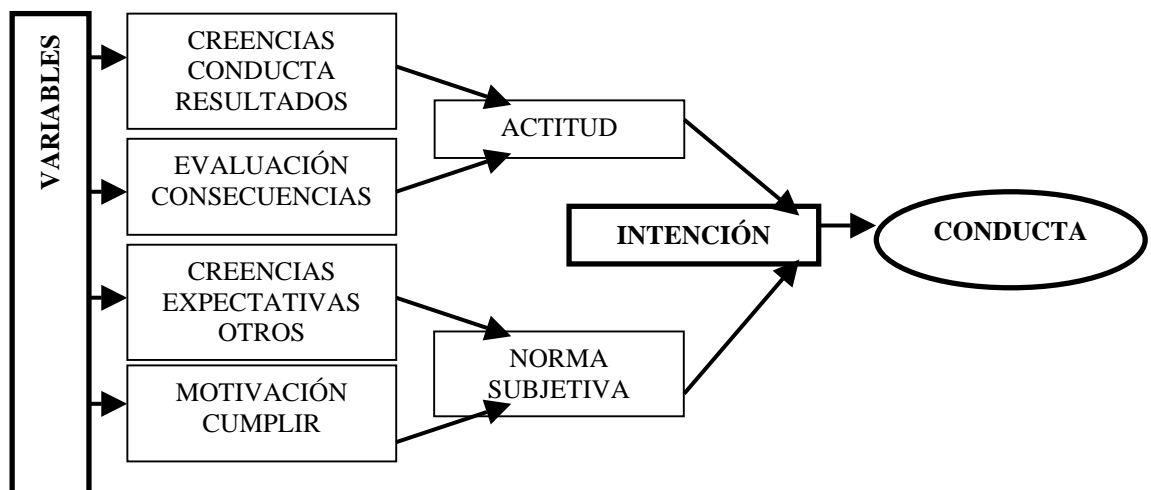 VARIABLES
CREENCIAS
CONDUCTA
RESULTADOS
EVALUACIÓN
CONSECUENCIAS
CREENCIAS
EXPECTATIVAS
OTROS
MOTIVACIÓN
CUMPLIR
ACTITUD
NORMA
SUBJETIVA
INTENCIÓN
CONDUCTA